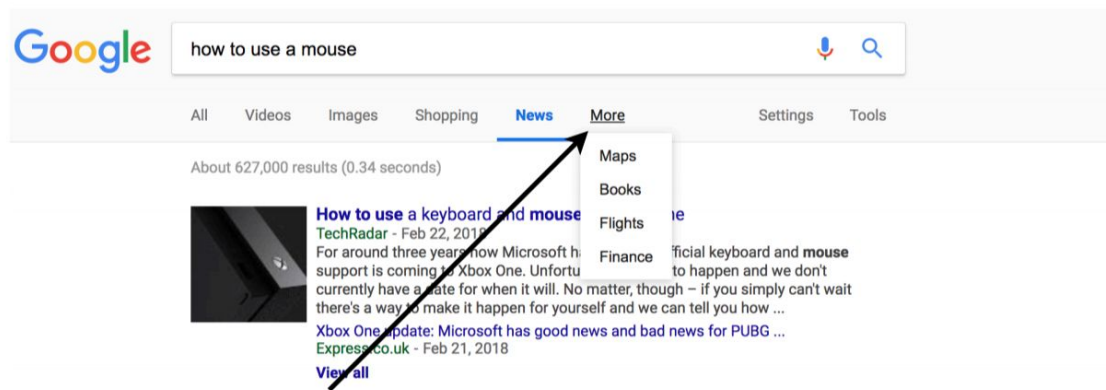 Google
how to use a mouse
All Videos Images Shopping News More Settings Tools
Maps
Books
Flights
Finance
About 627,000 results (0.34 seconds)
How to use a keyboard and mouse ne
TechRadar - Feb 22, 2018
For around three years now Microsoft h ficial keyboard and mouse
support is coming to Xbox One. Unfortu to happen and we don't
currently have a date for when it will. No matter, though – if you simply can't wait
there's a way to make it happen for yourself and we can tell you how ...
Xbox One update: Microsoft has good news and bad news for PUBG ...
Express.co.uk - Feb 21, 2018
View all